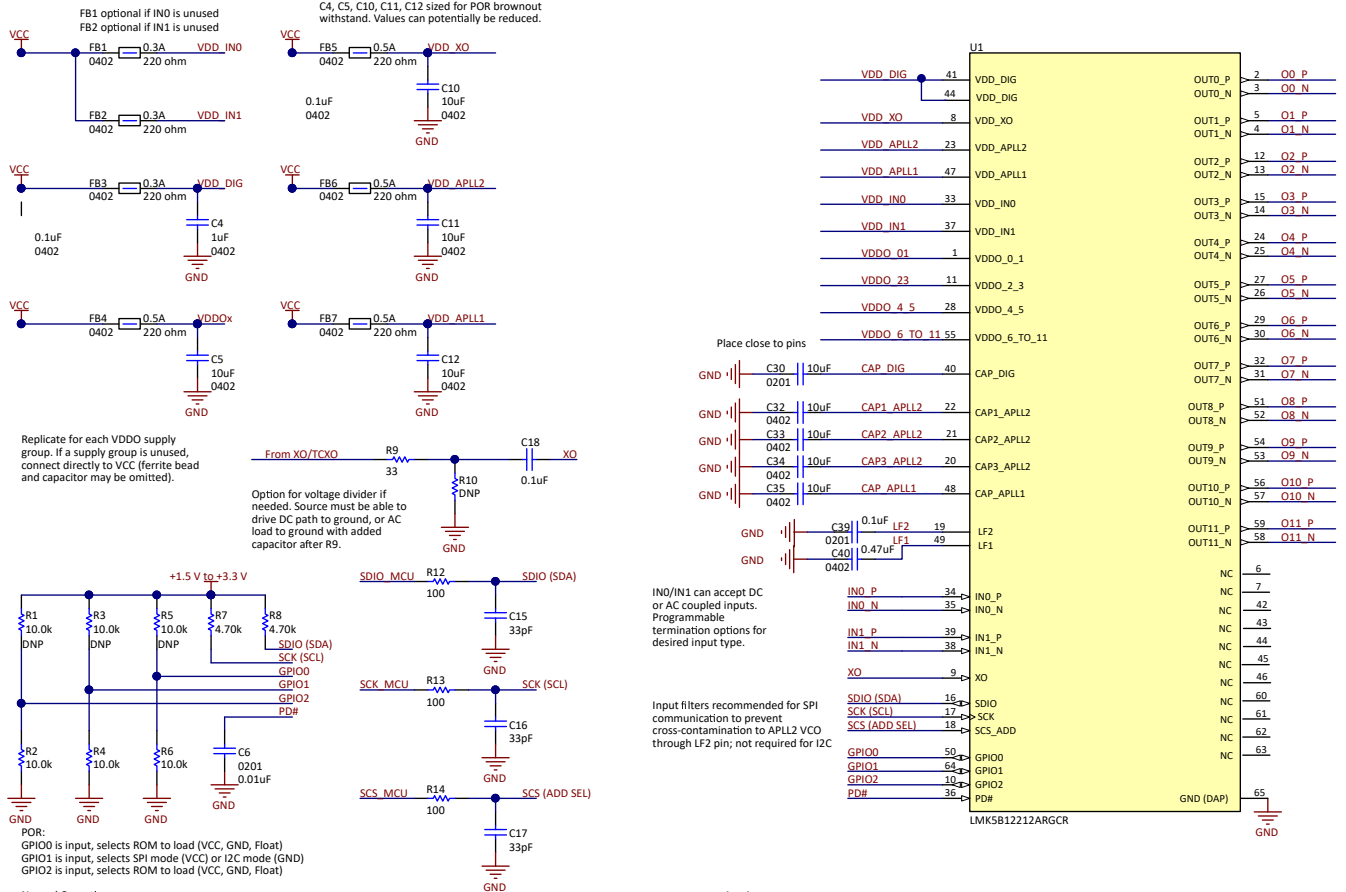 FB1 optional if IN0 is unused
FB2 optional if IN1 is unused
C4, C5, C10, C11, C12 sized for POR brownout
withstand. Values can potentially be reduced.
VCC
FB1
0402
0.3A
220 ohm
VDD_IN0
FB2
0402
0.3A
220 ohm
VDD_IN1
VCC
FB5
0402
0.5A
220 ohm
VDD_XO
0.1uF
0402
C10
10uF
0402
GND
VCC
FB3
0402
0.3A
220 ohm
VDD_DIG
0.1uF
0402
C4
1uF
0402
GND
VCC
FB6
0402
0.5A
220 ohm
VDD_APLL2
C11
10uF
0402
GND
VCC
FB4
0402
0.5A
220 ohm
VDDOx
C5
10uF
0402
GND
VCC
FB7
0402
0.5A
220 ohm
VDD_APLL1
C12
10uF
0402
GND
Replicate for each VDDO supply
group. If a supply group is unused,
connect directly to VCC (ferrite bead
and capacitor may be omitted).
From XO/TCXO
R9
33
R10
DNP
GND
C18
0.1uF
XO
Option for voltage divider if
needed. Source must be able to
drive DC path to ground, or AC
load to ground with added
capacitor after R9.
+1.5 V to +3.3 V
R1
10.0k
DNP
R3
10.0k
DNP
R5
10.0k
DNP
R7
4.70k
R8
4.70k
SDIO (SDA)
SCK (SCL)
GPIO0
GPIO1
GPIO2
PD#
R2
10.0k
R4
10.0k
R6
10.0k
C6
0201
0.01uF
GND
GND
GND
GND
SDIO_MCU
R12
100
SDIO (SDA)
C15
33pF
GND
SCK_MCU
R13
100
SCK (SCL)
C16
33pF
GND
SCS_MCU
R14
100
SCS (ADD SEL)
C17
33pF
GND
POR:
GPIO0 is input, selects ROM to load (VCC, GND, Float)
GPIO1 is input, selects SPI mode (VCC) or I2C mode (GND)
GPIO2 is input, selects ROM to load (VCC, GND, Float)
U1
VDD_DIG 41 VDD_DIG
44 VDD_DIG
VDD_XO 8 VDD_XO
VDD_APLL2 23 VDD_APLL2
VDD_APLL1 47 VDD_APLL1
VDD_IN0 33 VDD_IN0
VDD_IN1 37 VDD_IN1
VDDO_01 1 VDDO_0_1
VDDO_23 11 VDDO_2_3
VDDO_4_5 28 VDDO_4_5
VDDO_6_TO_11 55 VDDO_6_TO_11
Place close to pins
GND C30 0201 10uF CAP_DIG 40 CAP_DIG
GND C32 0402 10uF CAP1_APLL2 22 CAP1_APLL2
GND C33 0402 10uF CAP2_APLL2 21 CAP2_APLL2
GND C34 0402 10uF CAP3_APLL2 20 CAP3_APLL2
GND C35 0402 10uF CAP_APLL1 48 CAP_APLL1
GND C39 0201 0.1uF LF2 19 LF2
GND C40 0402 0.47uF LF1 49 LF1
IN0/IN1 can accept DC
or AC coupled inputs.
Programmable
termination options for
desired input type.
IN0_P 34 IN0_P
IN0_N 35 IN0_N
IN1_P 39 IN1_P
IN1_N 38 IN1_N
XO 9 XO
Input filters recommended for SPI
communication to prevent
cross-contamination to APLL2 VCO
through LF2 pin; not required for I2C
SDIO (SDA) 16 SDIO
SCK (SCL) 17 SCK
SCS (ADD SEL) 18 SCS_ADD
GPIO0 50 GPIO0
GPIO1 64 GPIO1
GPIO2 10 GPIO2
PD# 36 PD#
OUT0_P 2 O0_P
OUT0_N 3 O0_N
OUT1_P 5 O1_P
OUT1_N 4 O1_N
OUT2_P 12 O2_P
OUT2_N 13 O2_N
OUT3_P 15 O3_P
OUT3_N 14 O3_N
OUT4_P 24 O4_P
OUT4_N 25 O4_N
OUT5_P 27 O5_P
OUT5_N 26 O5_N
OUT6_P 29 O6_P
OUT6_N 30 O6_N
OUT7_P 32 O7_P
OUT7_N 31 O7_N
OUT8_P 51 O8_P
OUT8_N 52 O8_N
OUT9_P 54 O9_P
OUT9_N 53 O9_N
OUT10_P 56 O10_P
OUT10_N 57 O10_N
OUT11_P 59 O11_P
OUT11_N 58 O11_N
NC 6
NC 7
NC 42
NC 43
NC 44
NC 45
NC 46
NC 60
NC 61
NC 62
NC 63
GND (DAP) 65
GND
LMK5B12212ARGCR